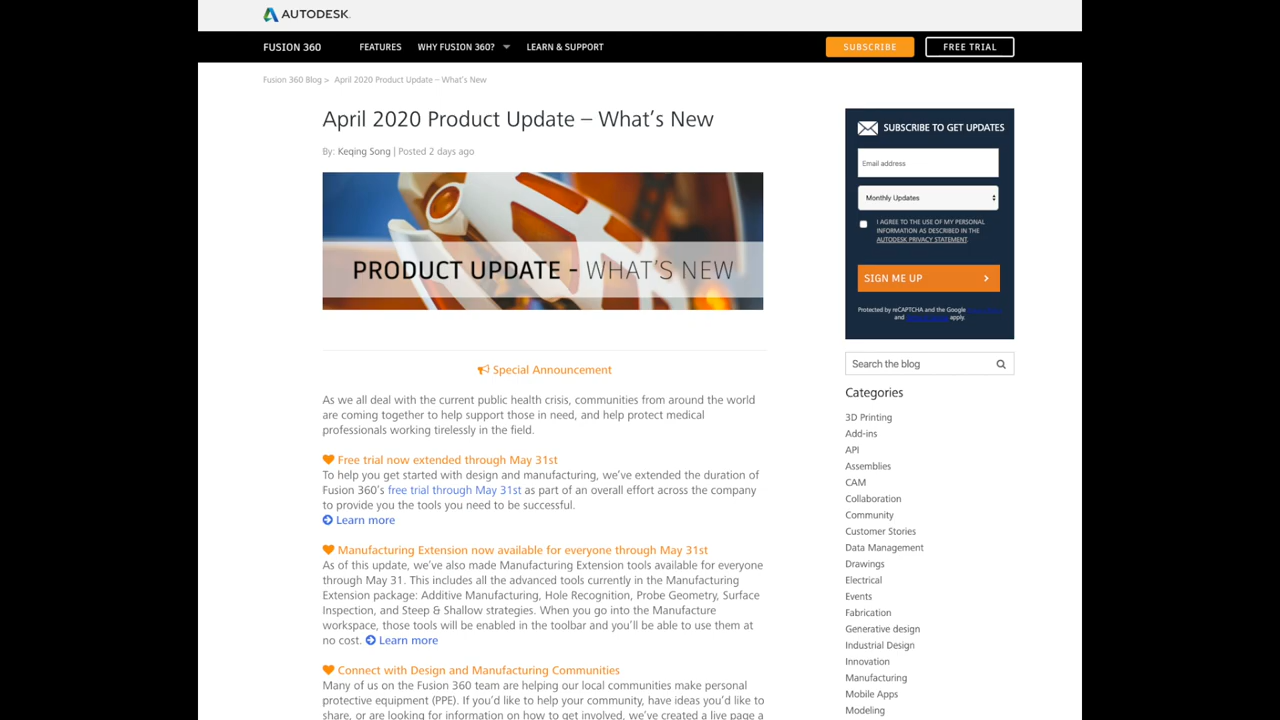 AUTODESK.
FUSION 360 FEATURES WHY FUSION 360? LEARN & SUPPORT SUBSCRIBE FREE TRIAL
Fusion 360 Blog > April 2020 Product Update – What's New
April 2020 Product Update – What's New
By: Keqing Song | Posted 2 days ago
PRODUCT UPDATE - WHAT'S NEW
Special Announcement
As we all deal with the current public health crisis, communities from around the world
are coming together to help support those in need, and help protect medical
professionals working tirelessly in the field.
Free trial now extended through May 31st
To help you get started with design and manufacturing, we've extended the duration of
Fusion 360's free trial through May 31st as part of an overall effort across the company
to provide you the tools you need to be successful.
Learn more
Manufacturing Extension now available for everyone through May 31st
As of this update, we've also made Manufacturing Extension tools available for everyone
through May 31. This includes all the advanced tools currently in the Manufacturing
Extension package: Additive Manufacturing, Hole Recognition, Probe Geometry, Surface
Inspection, and Steep & Shallow strategies. When you go into the Manufacture
workspace, those tools will be enabled in the toolbar and you'll be able to use them at
no cost. Learn more
Connect with Design and Manufacturing Communities
Many of us on the Fusion 360 team are helping our local communities make personal
protective equipment (PPE). If you'd like to help your community, have ideas you'd like to
share, or are looking for information on how to get involved, we've created a live page a
SUBSCRIBE TO GET UPDATES
Email address
Monthly Updates
I AGREE TO THE USE OF MY PERSONAL
INFORMATION AS DESCRIBED IN THE
AUTODESK PRIVACY STATEMENT.
SIGN ME UP
Protected by reCAPTCHA and the Google
and apply.
Search the blog
Categories
3D Printing
Add-ins
API
Assemblies
CAM
Collaboration
Community
Customer Stories
Data Management
Drawings
Electrical
Events
Fabrication
Generative design
Industrial Design
Innovation
Manufacturing
Mobile Apps
Modeling